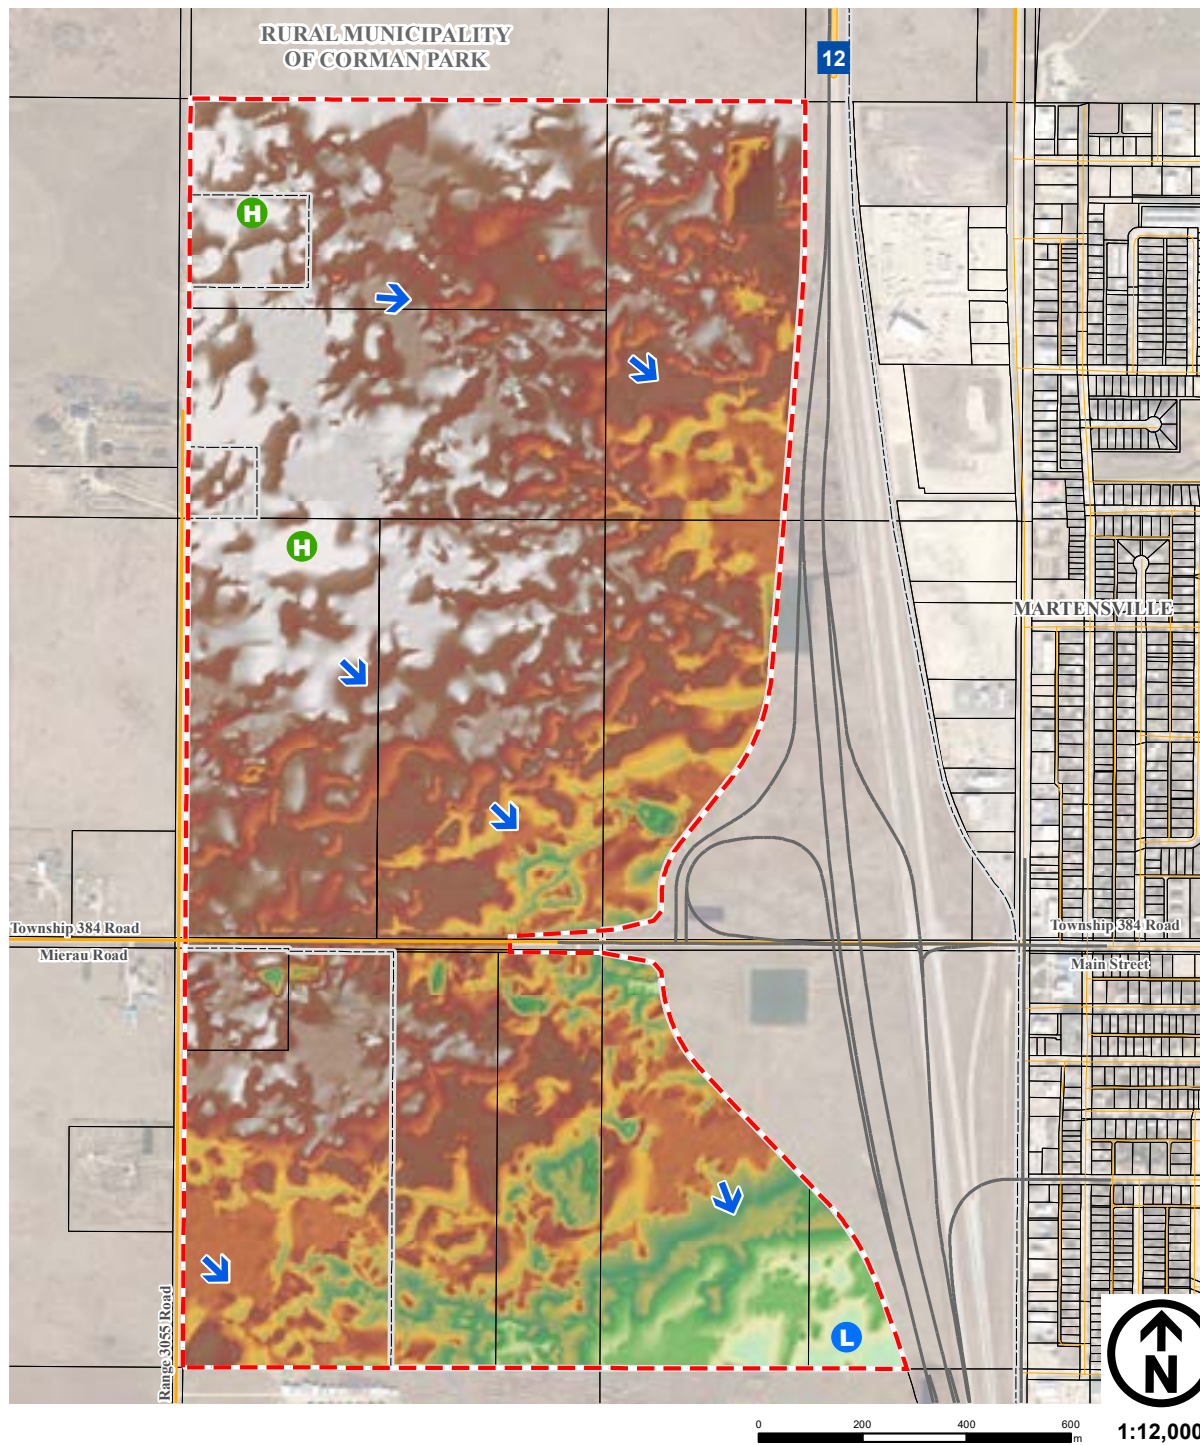 RURAL MUNICIPALITY
OF CORMAN PARK
12
H
H
MARTENSVILLE
Township 384 Road
Mierau Road
Township 384 Road
Main Street
Range 3055 Road
L
N
0 200 400 600
m
1:12,000